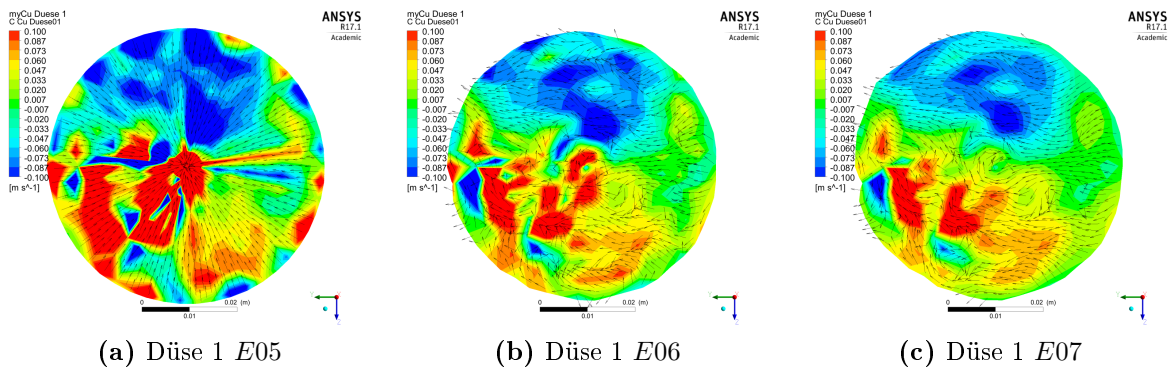 myCu Duese 1
C Cu Duese01
0.100
0.087
0.073
0.060
0.047
0.033
0.020
0.007
-0.007
-0.020
-0.033
-0.047
-0.060
-0.073
-0.087
-0.100
[m s^-1]
ANSYS
R17.1
Academic
0
0.02
(m)
0.01
Y
X
Z
(a) Düse 1 E05
myCu Duese 1
C Cu Duese01
0.100
0.087
0.073
0.060
0.047
0.033
0.020
0.007
-0.007
-0.020
-0.033
-0.047
-0.060
-0.073
-0.087
-0.100
[m s^-1]
ANSYS
R17.1
Academic
0
0.02
(m)
0.01
Y
X
Z
(b) Düse 1 E06
myCu Duese 1
C Cu Duese01
0.100
0.087
0.073
0.060
0.047
0.033
0.020
0.007
-0.007
-0.020
-0.033
-0.047
-0.060
-0.073
-0.087
-0.100
[m s^-1]
ANSYS
R17.1
Academic
0
0.02
(m)
0.01
Y
X
Z
(c) Düse 1 E07